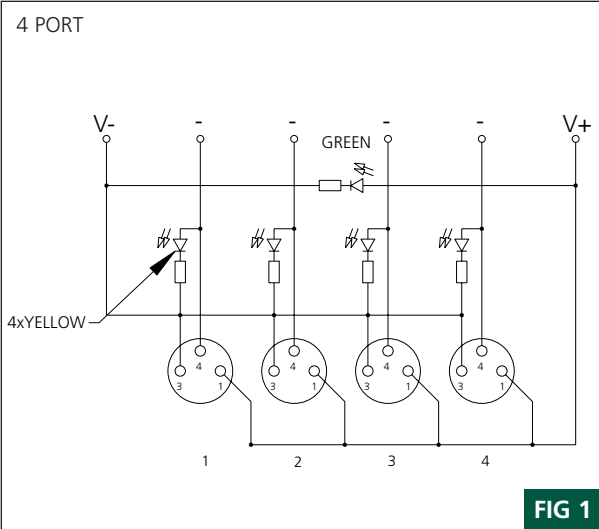 4 PORT
V- - - - - V+
GREEN
4xYELLOW
4 4 4 4
3 1 3 1 3 1 3 1
1 2 3 4
FIG 1